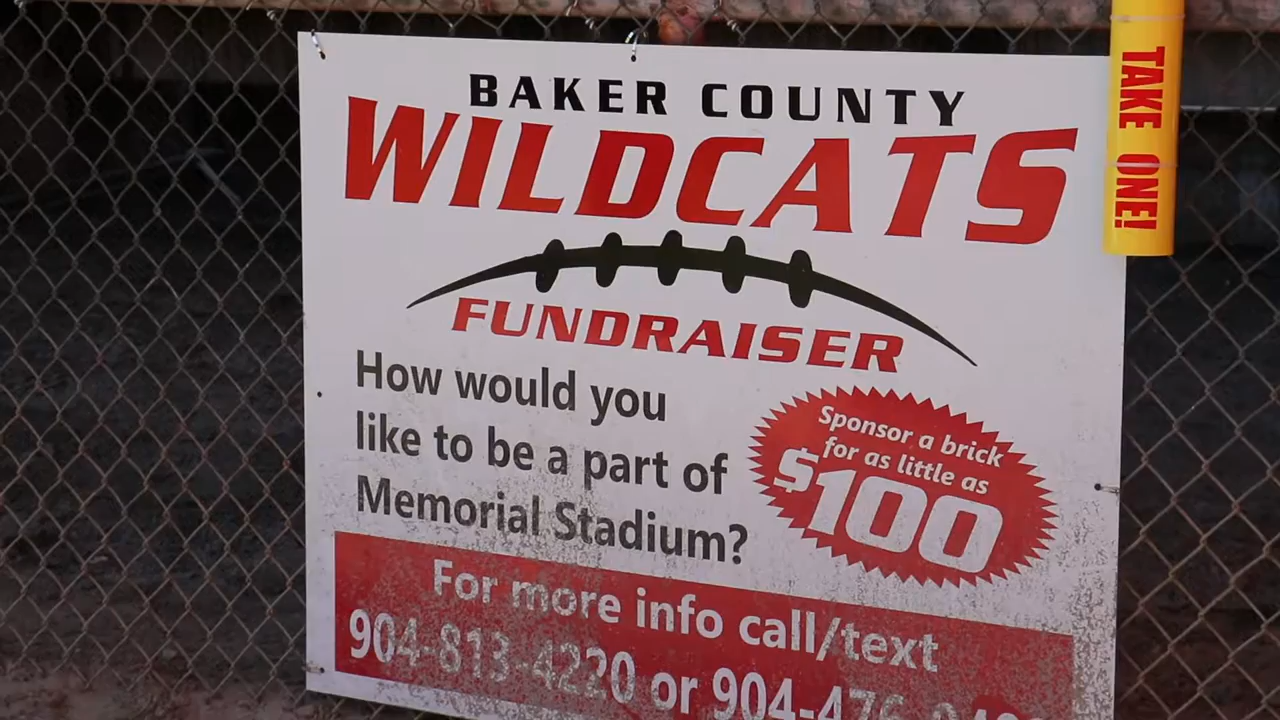 BAKER COUNTY
WILDCATS
FUNDRAISER
How would you
like to be a part of
Memorial Stadium?
Sponsor a brick
for as little as
$100
For more info call/text
904-813-4220 or
TAKE ONE!